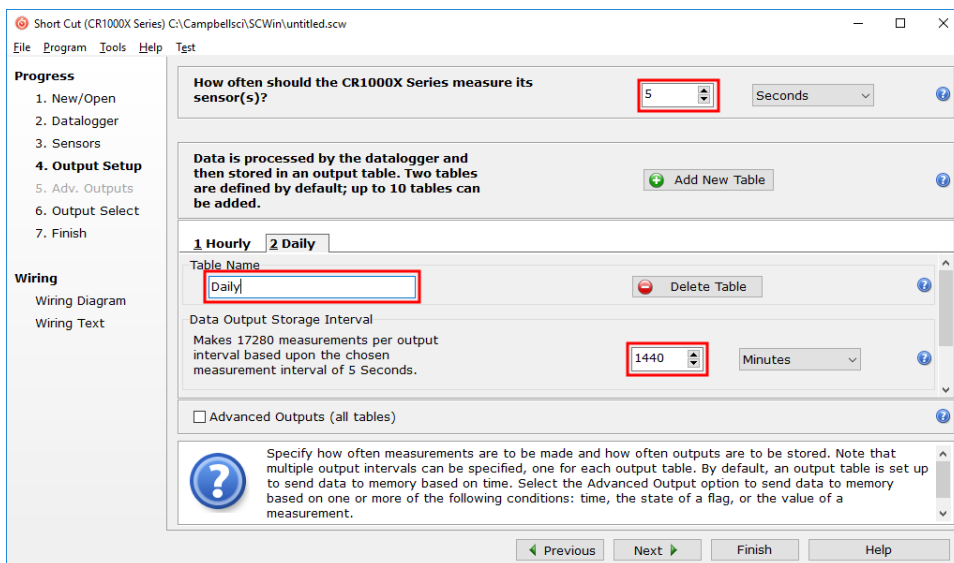 Short Cut (CR1000X Series) C:\Campbellsci\SCWin\untitled.scw
File Program Tools Help Test
Progress
1. New/Open
2. Datalogger
3. Sensors
4. Output Setup
5. Adv. Outputs
6. Output Select
7. Finish
Wiring
Wiring Diagram
Wiring Text
How often should the CR1000X Series measure its
sensor(s)?
5
Seconds
Data is processed by the datalogger and
then stored in an output table. Two tables
are defined by default; up to 10 tables can
be added.
Add New Table
1 Hourly 2 Daily
Table Name
Daily
Delete Table
Data Output Storage Interval
Makes 17280 measurements per output
interval based upon the chosen
measurement interval of 5 Seconds.
1440
Minutes
Advanced Outputs (all tables)
Specify how often measurements are to be made and how often outputs are to be stored. Note that
multiple output intervals can be specified, one for each output table. By default, an output table is set up
to send data to memory based on time. Select the Advanced Output option to send data to memory
based on one or more of the following conditions: time, the state of a flag, or the value of a
measurement.
Previous Next Finish Help